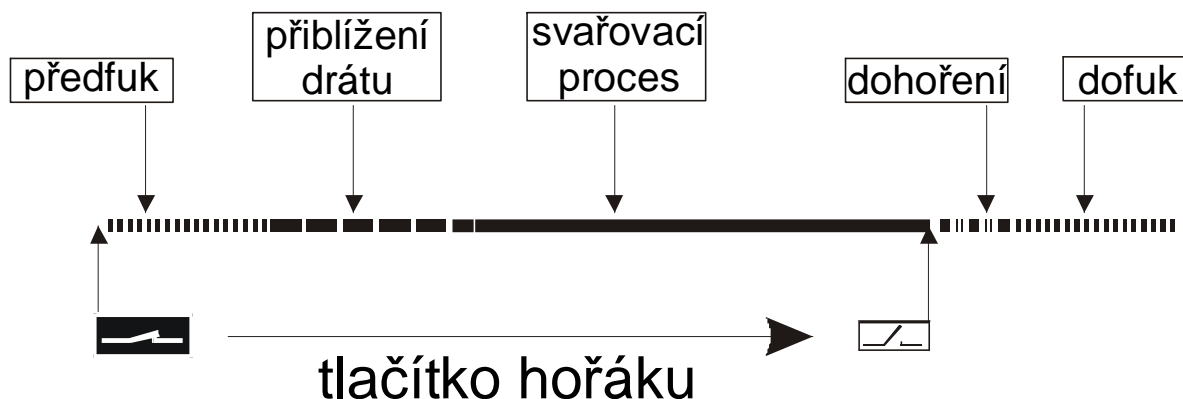 předfuk
přiblížení
drátu
svařovací
proces
dohoření
dofuk
tlačítko hořáku